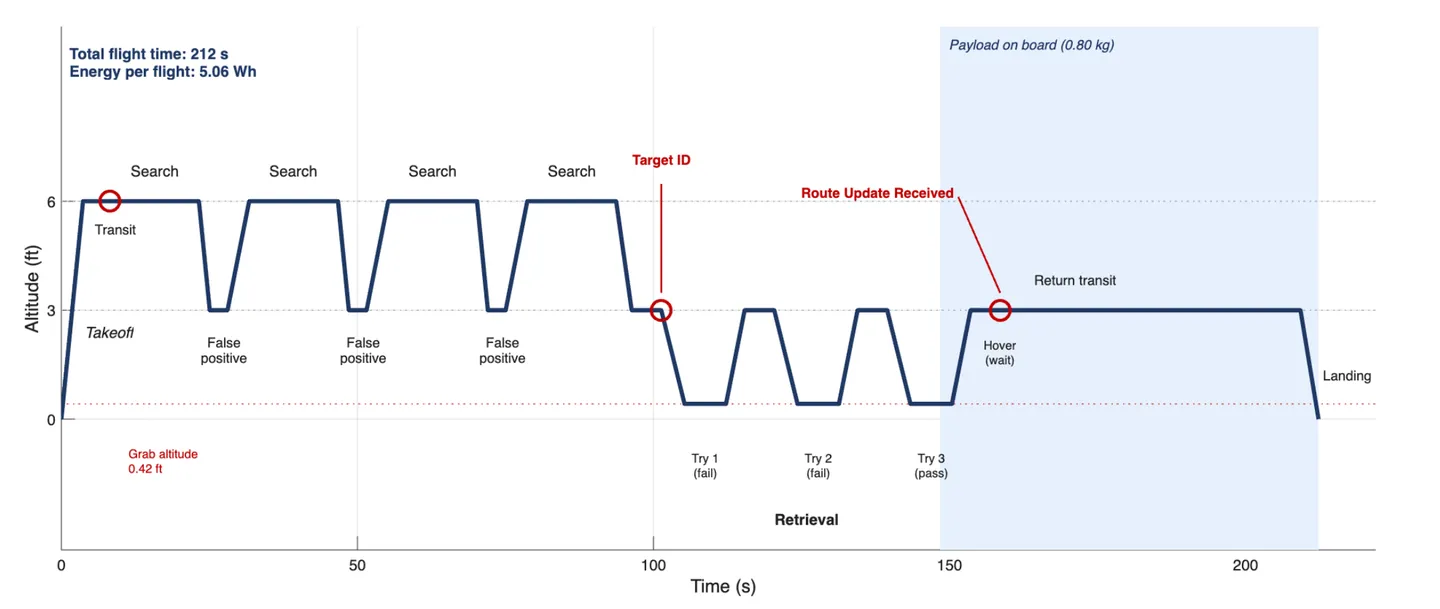 Total flight time: 212 s
Energy per flight: 5.06 Wh
Payload on board (0.80 kg)
Search
Search
Search
Search
Target ID
Route Update Received
6
Transit
Return transit
Altitude (ft)
3
Takeoff
False
positive
False
positive
False
positive
Hover
(wait)
Landing
0
Grab altitude
0.42 ft
Try 1
(fail)
Try 2
(fail)
Try 3
(pass)
Retrieval
0
50
100
150
200
Time (s)